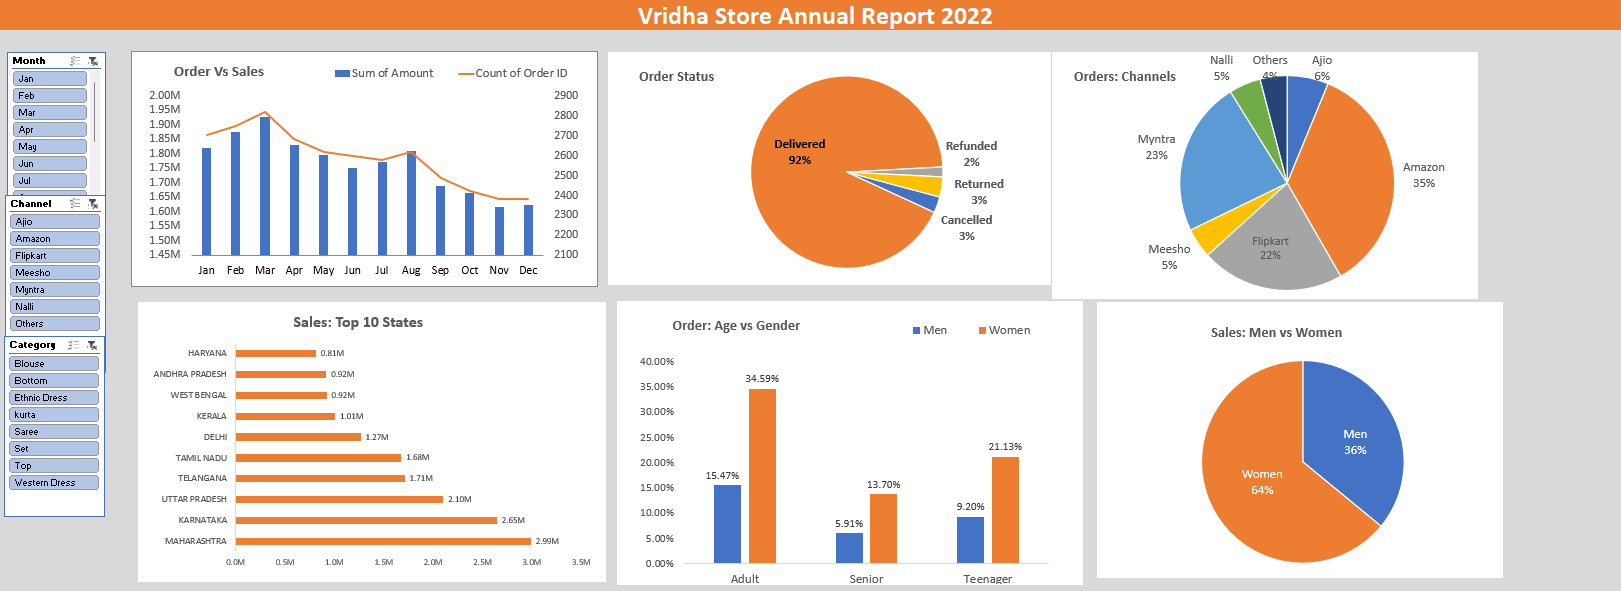 Vridha Store Annual Report 2022
Month
Jan
Feb
Mar
Apr
May
Jun
Jul
Channel
Ajio
Amazon
Flipkart
Meesho
Myntra
Nalli
Others
Category
Blouse
Bottom
Ethnic Dress
kurta
Saree
Set
Top
Western Dress
Order Vs Sales
Sum of Amount
Count of Order ID
2.00M
1.95M
1.90M
1.85M
1.80M
1.75M
1.70M
1.65M
1.60M
1.55M
1.50M
1.45M
2900
2800
2700
2600
2500
2400
2300
2200
2100
Jan Feb Mar Apr May Jun Jul Aug Sep Oct Nov Dec
Order Status
Delivered
92%
Refunded
2%
Returned
3%
Cancelled
3%
Orders: Channels
Nalli
5%
Others
4%
Ajio
6%
Myntra
23%
Amazon
35%
Meesho
5%
Flipkart
22%
Sales: Top 10 States
HARYANA 0.81M
ANDHRA PRADESH 0.92M
WEST BENGAL 0.92M
KERALA 1.01M
DELHI 1.27M
TAMIL NADU 1.68M
TELANGANA 1.71M
UTTAR PRADESH 2.10M
KARNATAKA 2.65M
MAHARASHTRA 2.99M
0.0M 0.5M 1.0M 1.5M 2.0M 2.5M 3.0M 3.5M
Order: Age vs Gender
Men
Women
40.00%
35.00%
30.00%
25.00%
20.00%
15.00%
10.00%
5.00%
0.00%
15.47%
34.59%
5.91%
13.70%
9.20%
21.13%
Adult Senior Teenager
Sales: Men vs Women
Men
36%
Women
64%